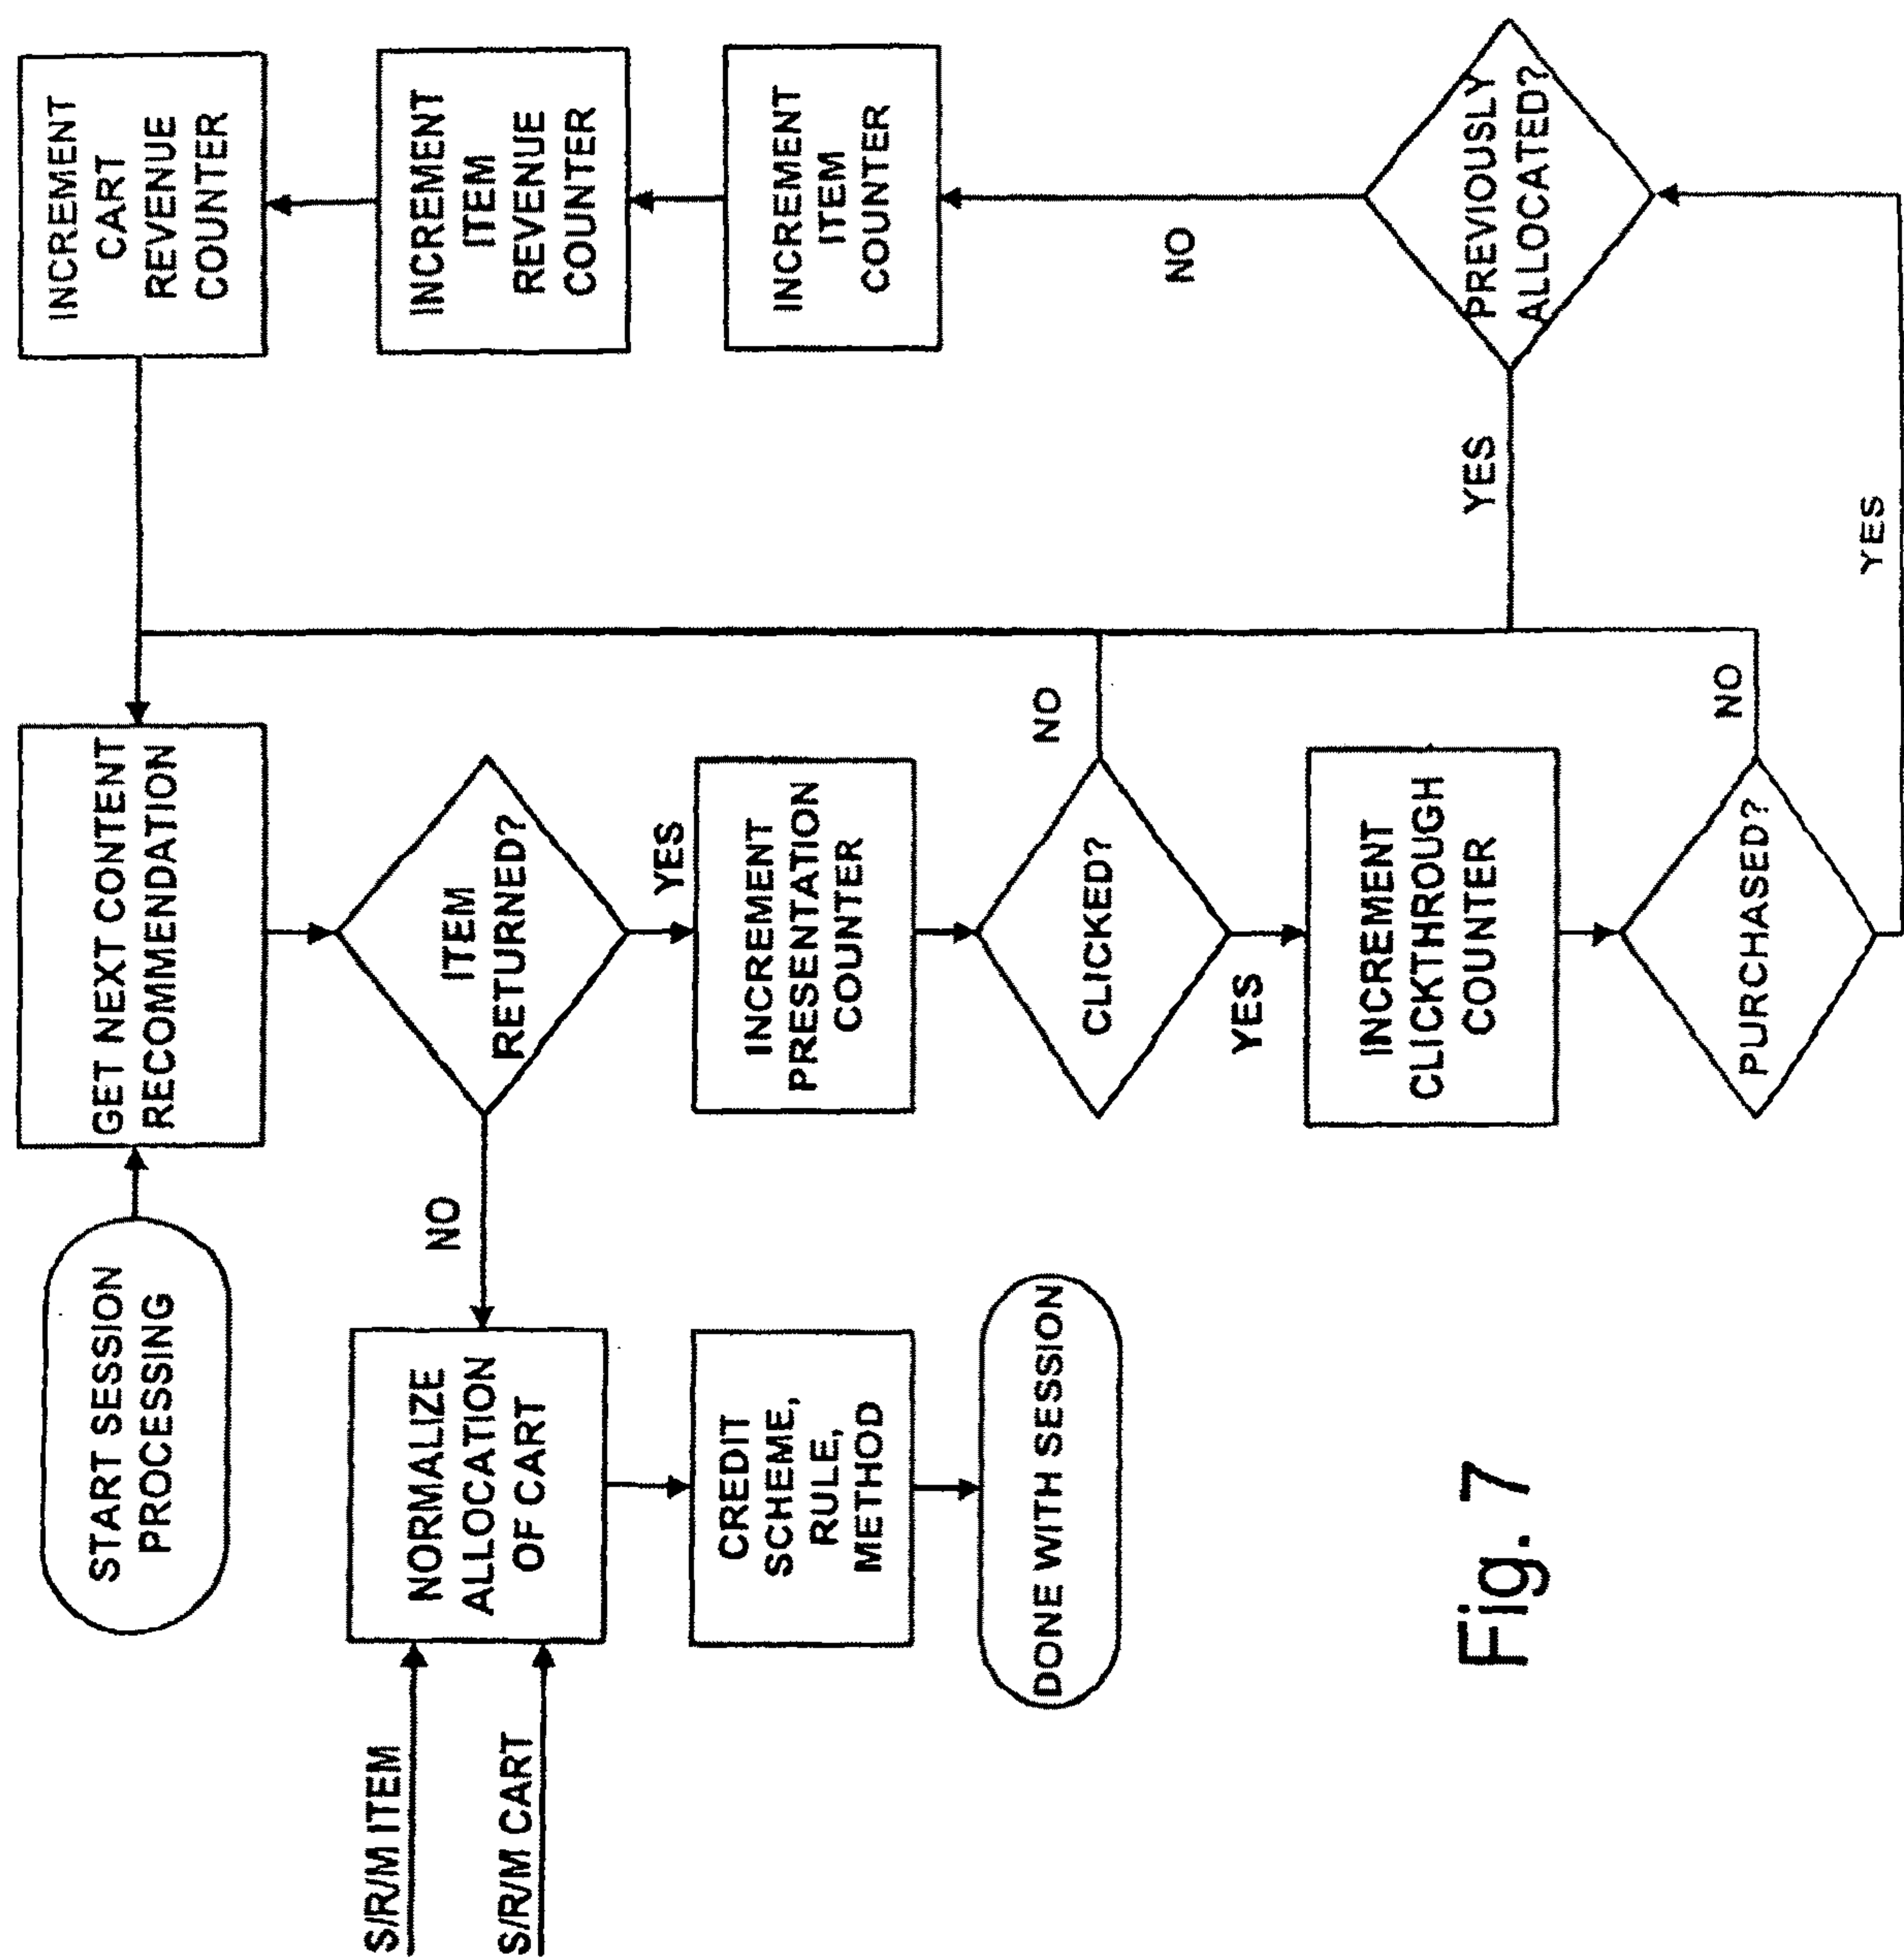 START SESSION
PROCESSING
GET NEXT CONTENT
RECOMMENDATION
INCREMENT
CART
REVENUE
COUNTER
S/R/M ITEM
S/R/M CART
NORMALIZE
ALLOCATION
OF CART
NO
ITEM
RETURNED?
INCREMENT
ITEM
REVENUE
COUNTER
YES
CREDIT
SCHEME,
RULE,
METHOD
INCREMENT
PRESENTATION
COUNTER
INCREMENT
ITEM
COUNTER
DONE WITH SESSION
CLICKED?
NO
NO
YES
INCREMENT
CLICKTHROUGH
COUNTER
YES
PREVIOUSLY
ALLOCATED?
PURCHASED?
NO
YES
Fig. 7